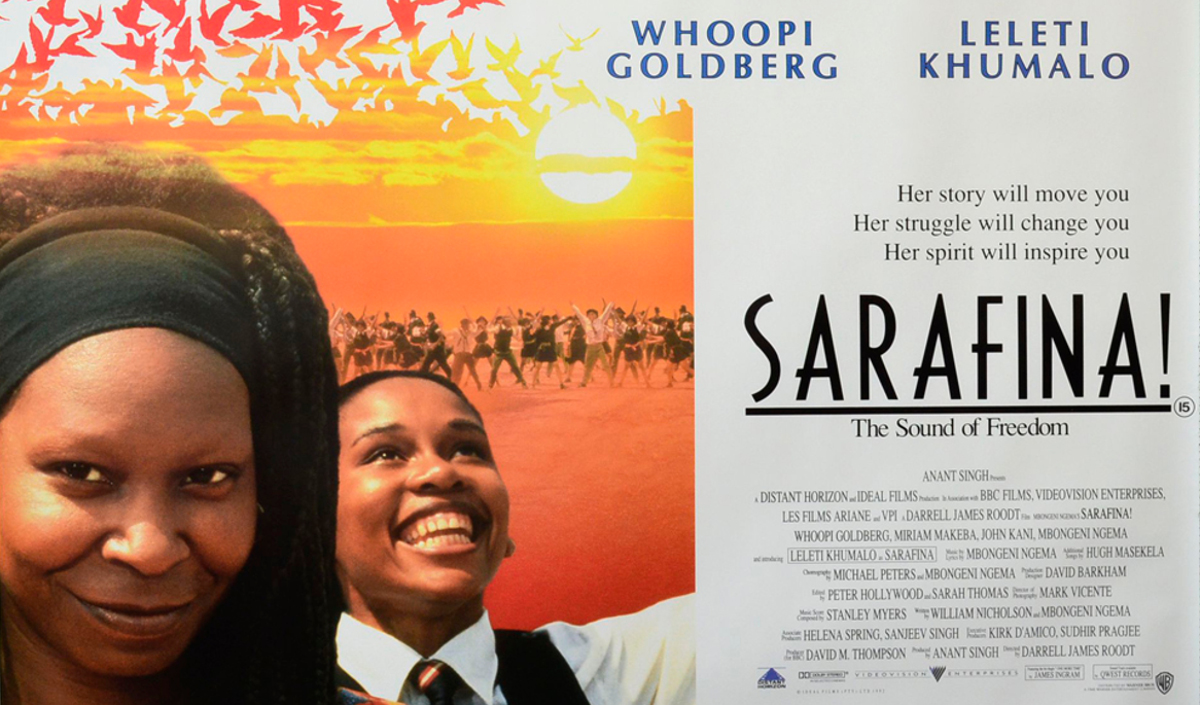 WHOOPI
GOLDBERG
LELETI
KHUMALO
Her story will move you
Her struggle will change you
Her spirit will inspire you
SARAFINA!
15
The Sound of Freedom
ANANT SINGH Presents
A DISTANT HORIZON and IDEAL FILMS Production In Association with BBC FILMS, VIDEOVISION ENTERPRISES,
LES FILMS ARIANE and VPI A DARRELL JAMES ROODT Film MBONGENI NGEMA'S SARAFINA!
WHOOPI GOLDBERG, MIRIAM MAKEBA, JOHN KANI, MBONGENI NGEMA
and introducing LELETI KHUMALO as SARAFINA Music by Lyrics by MBONGENI NGEMA Additional Songs by HUGH MASEKELA
Choreography by MICHAEL PETERS and MBONGENI NGEMA Production Designer DAVID BARKHAM
Edited by PETER HOLLYWOOD and SARAH THOMAS Director of Photography MARK VICENTE
Music Score Composed by STANLEY MYERS Written by WILLIAM NICHOLSON and MBONGENI NGEMA
Associate Producers HELENA SPRING, SANJEEV SINGH Executive Producers KIRK D'AMICO, SUDHIR PRAGJEE
Producer for BBC DAVID M. THOMPSON Produced by ANANT SINGH Directed by DARRELL JAMES ROODT
DOLBY STEREO VIDEOVISION ENTERPRISES by JAMES INGRAM QWEST RECORDS
WB